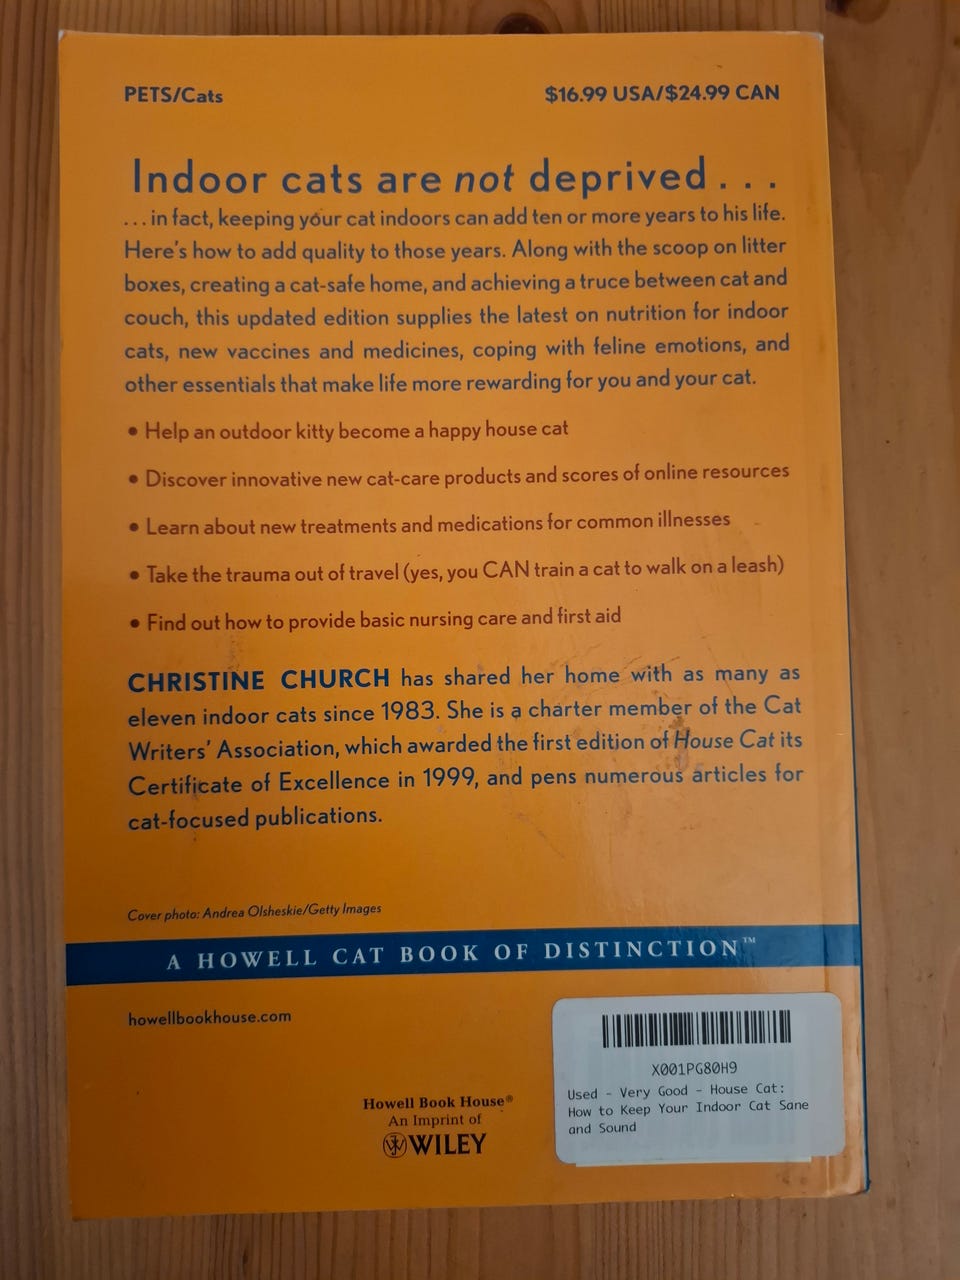 PETS/Cats
$16.99 USA/$24.99 CAN
Indoor cats are not deprived . . .
. . . in fact, keeping your cat indoors can add ten or more years to his life.
Here's how to add quality to those years. Along with the scoop on litter
boxes, creating a cat-safe home, and achieving a truce between cat and
couch, this updated edition supplies the latest on nutrition for indoor
cats, new vaccines and medicines, coping with feline emotions, and
other essentials that make life more rewarding for you and your cat.
• Help an outdoor kitty become a happy house cat
• Discover innovative new cat-care products and scores of online resources
• Learn about new treatments and medications for common illnesses
• Take the trauma out of travel (yes, you CAN train a cat to walk on a leash)
• Find out how to provide basic nursing care and first aid
CHRISTINE CHURCH has shared her home with as many as
eleven indoor cats since 1983. She is a charter member of the Cat
Writers' Association, which awarded the first edition of House Cat its
Certificate of Excellence in 1999, and pens numerous articles for
cat-focused publications.
Cover photo: Andrea Olsheskie/Getty Images
A HOWELL CAT BOOK OF DISTINCTION™
howellbookhouse.com
Howell Book House®
An Imprint of
WILEY
X001PG80H9
Used - Very Good - House Cat:
How to Keep Your Indoor Cat Sane
and Sound